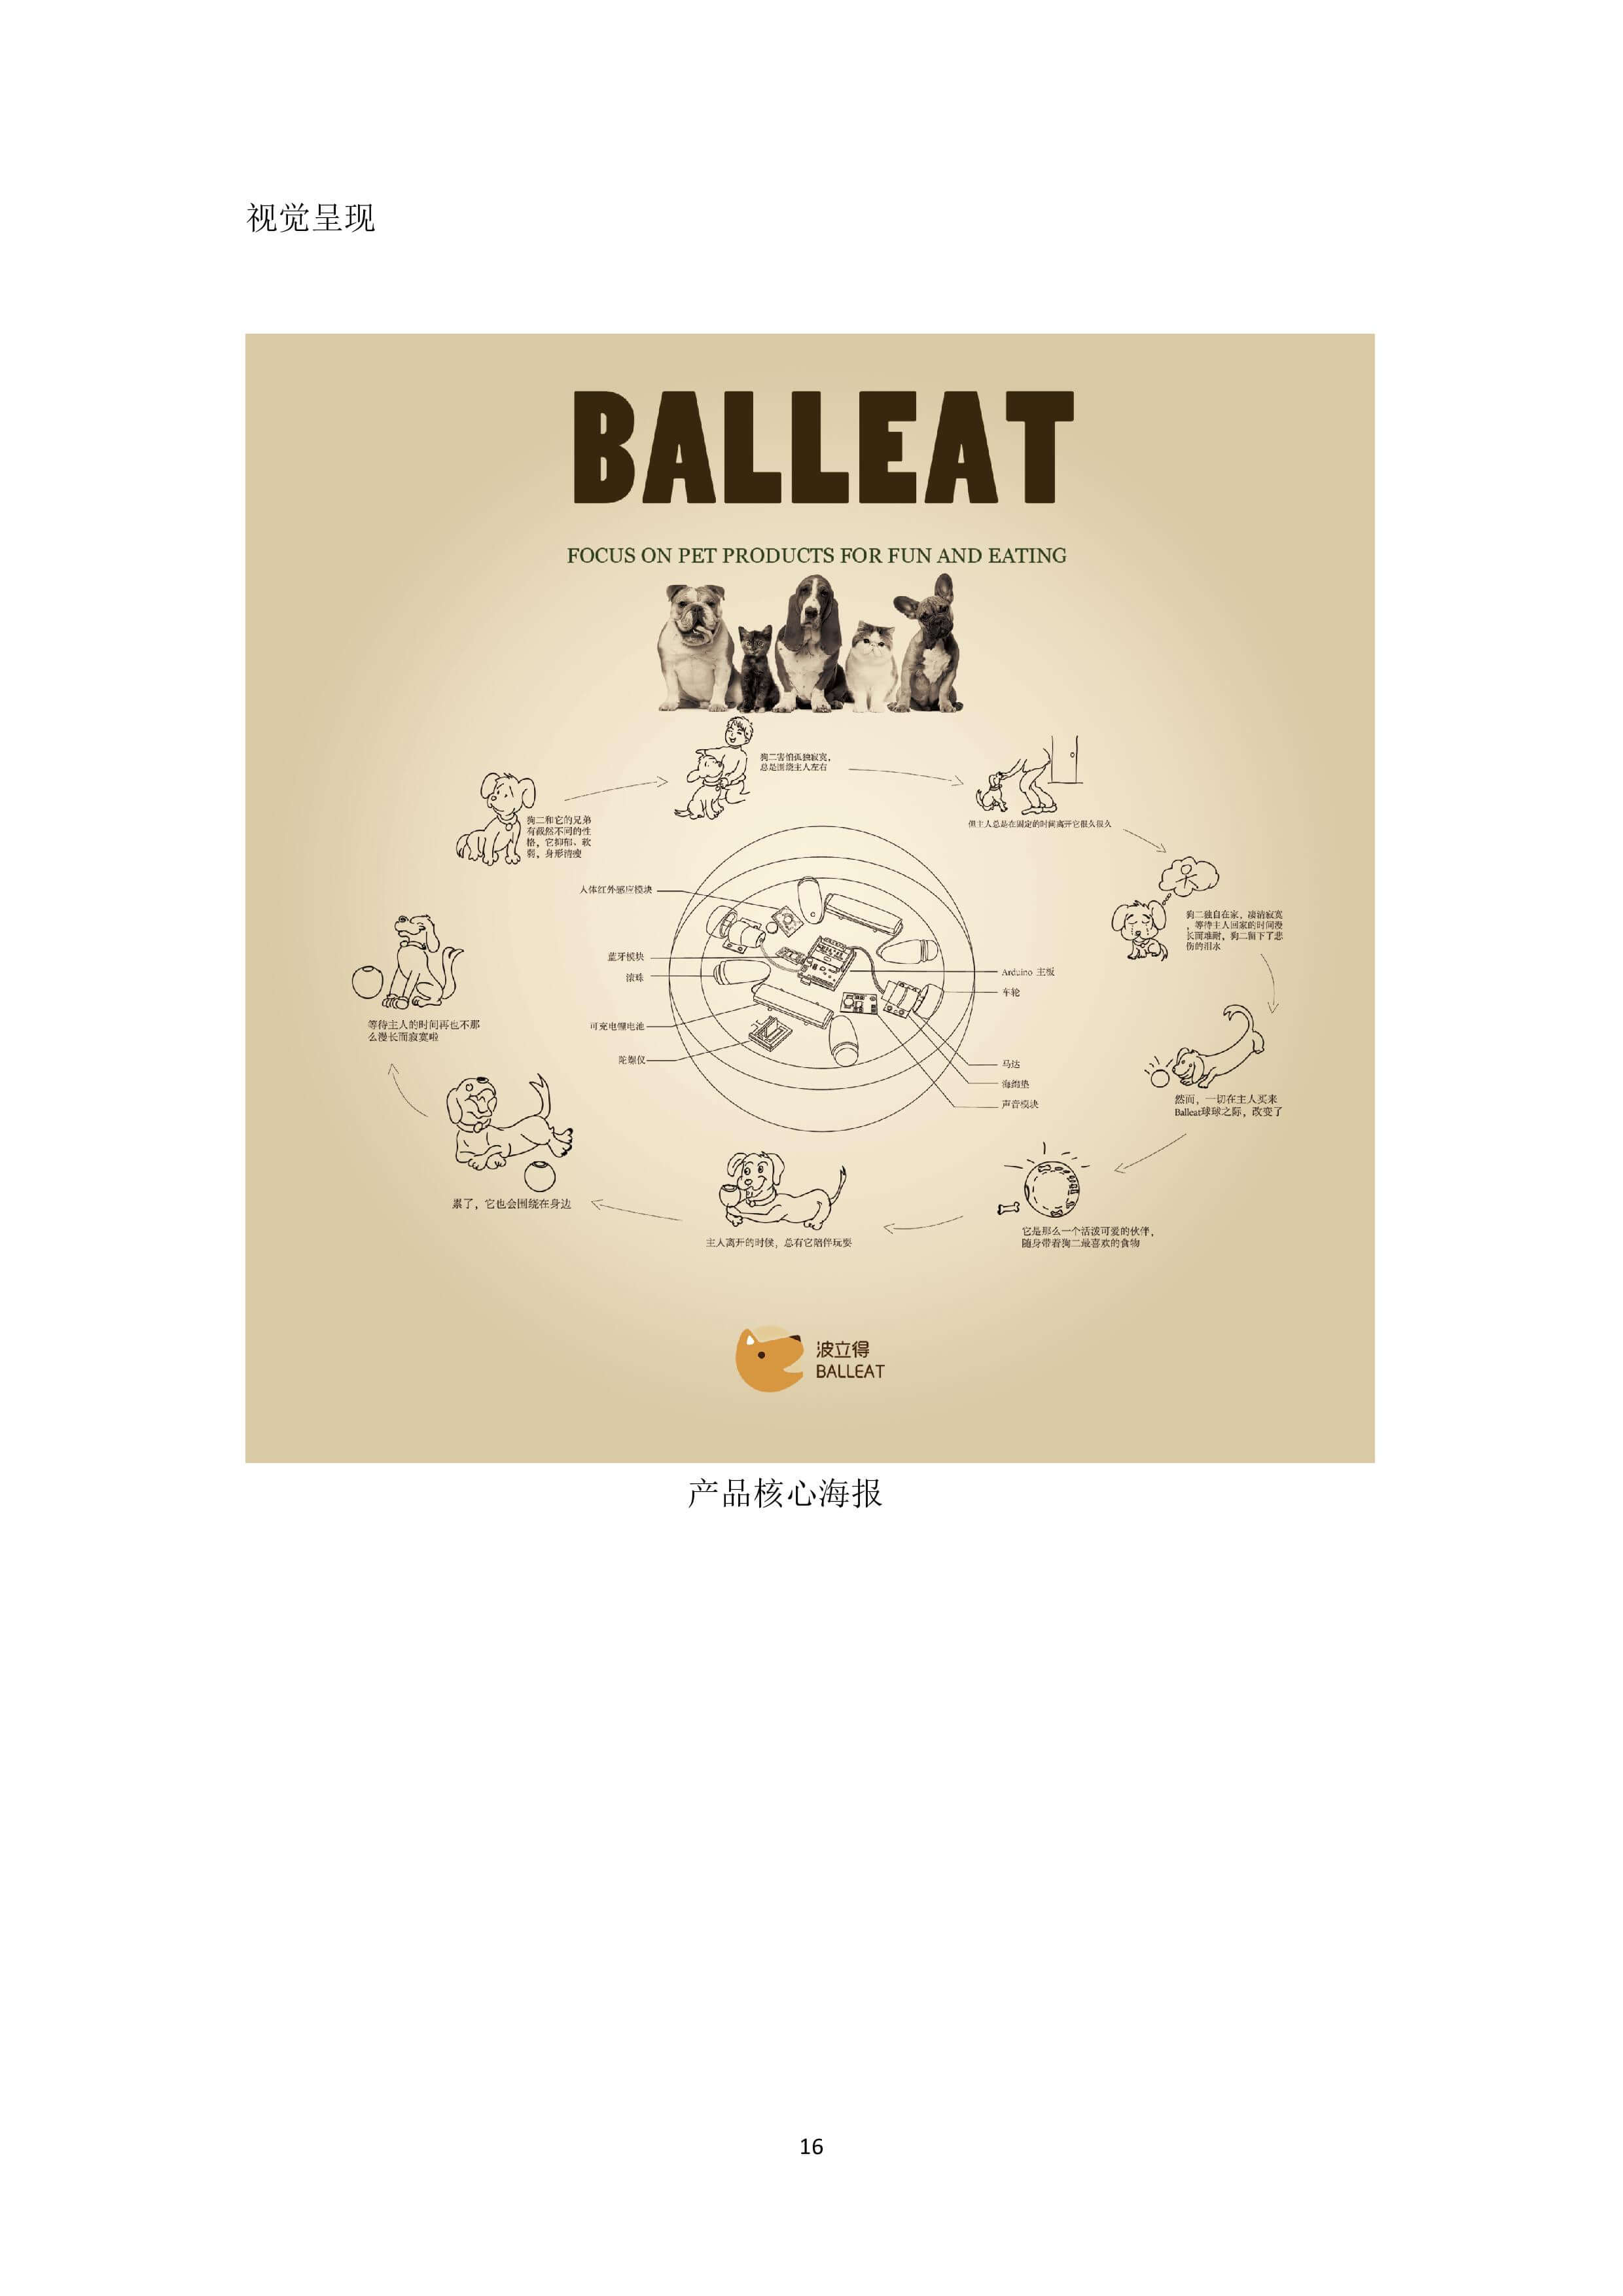 视觉呈现
BALLEAT
FOCUS ON PET PRODUCTS FOR FUN AND EATING
狗二和它的兄弟
有截然不同的性
格，它抑郁、软
弱，身形清瘦
狗二害怕孤独寂寞，
总是围绕主人左右
但主人总是在固定的时间离开它很久很久
狗二独自在家，凄清寂寞
，等待主人回家的时间漫
长而难耐，狗二留下了悲
伤的泪水
然而，一切在主人买来
Balleat球球之际，改变了
它是那么一个活泼可爱的伙伴，
随身带着狗二最喜欢的食物
主人离开的时候，总有它陪伴玩耍
累了，它也会围绕在身边
等待主人的时间再也不那
么漫长而寂寞啦
人体红外感应模块
蓝牙模块
滚珠
可充电锂电池
陀螺仪
Arduino 主板
车轮
马达
海绵垫
声音模块
波立得
BALLEAT
产品核心海报
16